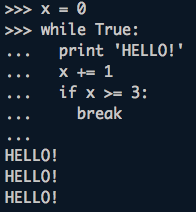 >>> x = 0
>>> while True:
...   print 'HELLO!'
...   x += 1
...   if x >= 3:
...     break
...
HELLO!
HELLO!
HELLO!